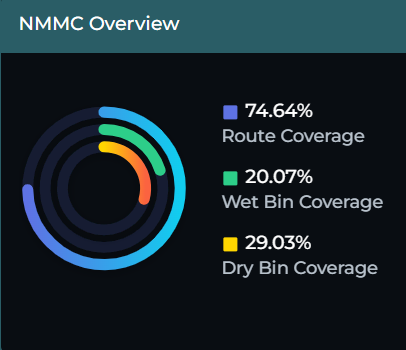 NMMC Overview
74.64%
Route Coverage
20.07%
Wet Bin Coverage
29.03%
Dry Bin Coverage